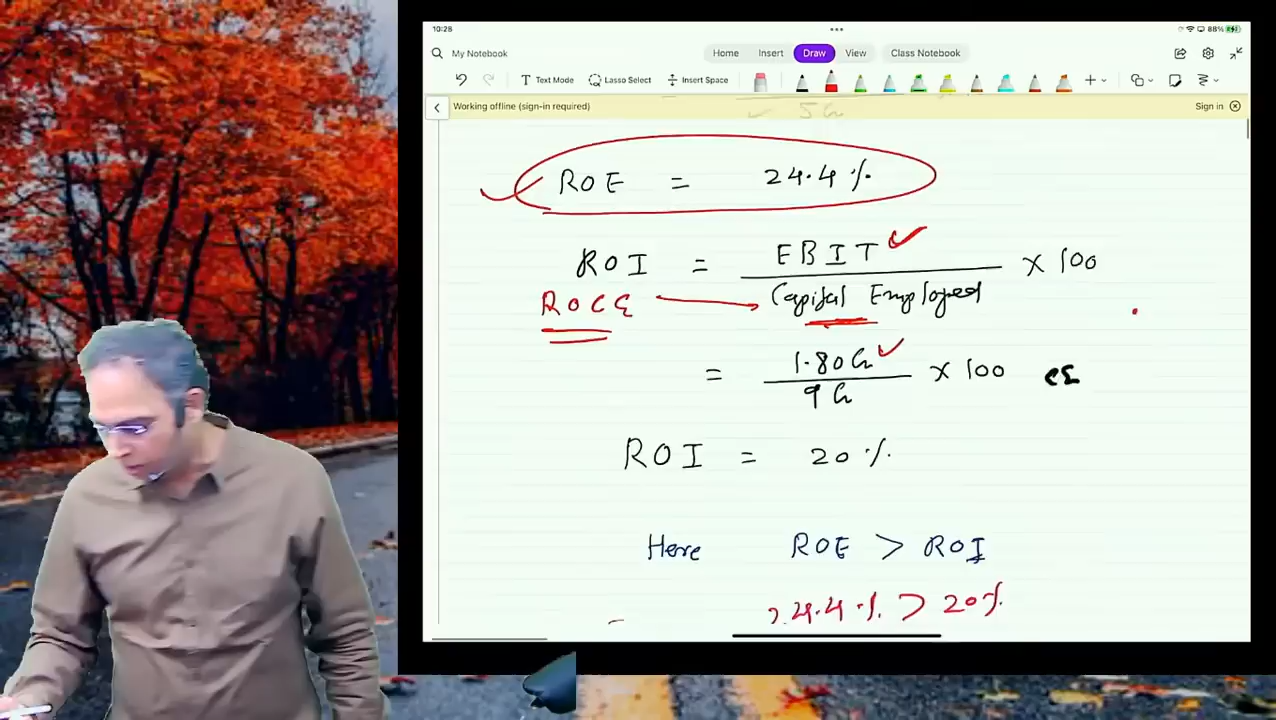 10:28
88%
My Notebook
Home Insert Draw View Class Notebook
Text Mode Lasso Select Insert Space
Working offline (sign-in required) Sign in
ROE = 24.4 %
ROI = EBIT / Capital Employed × 100
ROCE
= 1.80 Cr / 9 Cr × 100
ROI = 20 %
Here ROE > ROI
24.4 % > 20 %